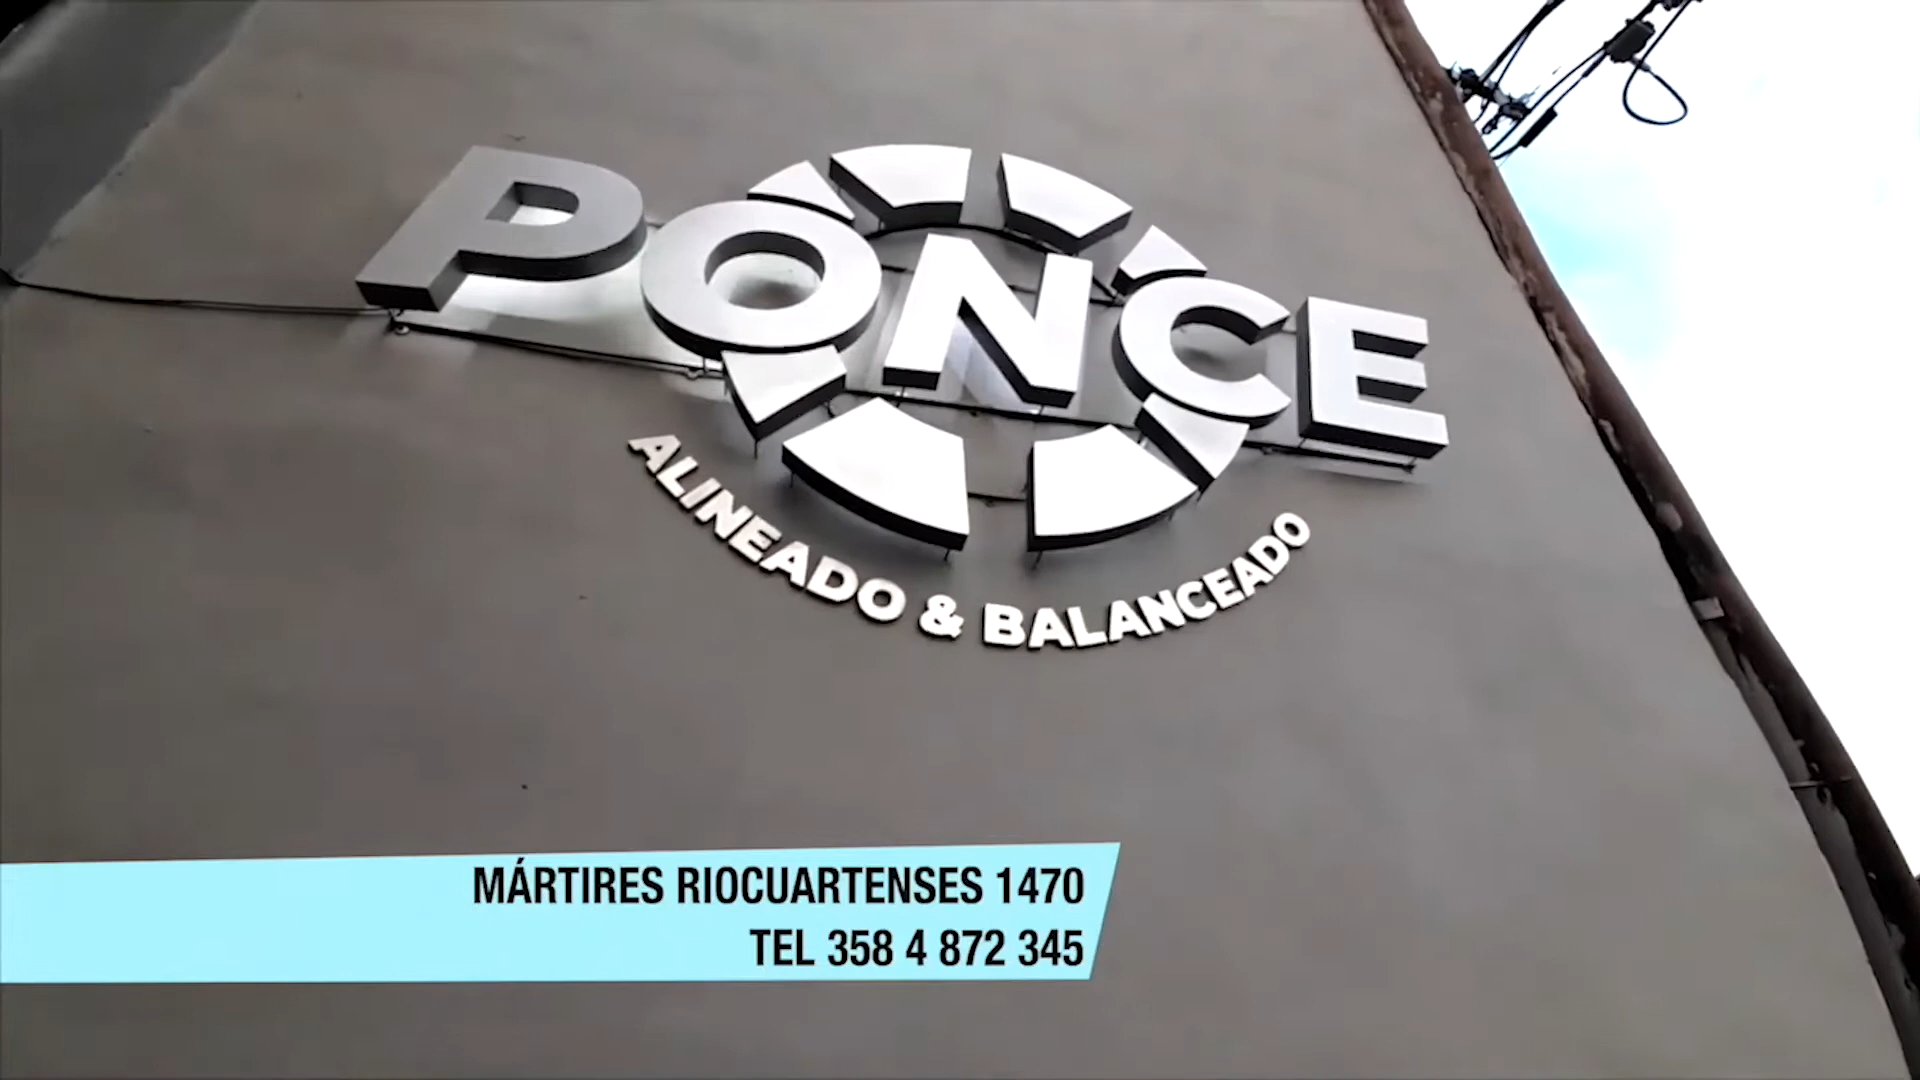 PONCE
ALINEADO & BALANCEADO
MÁRTIRES RIOCUARTENSES 1470
TEL 358 4 872 345